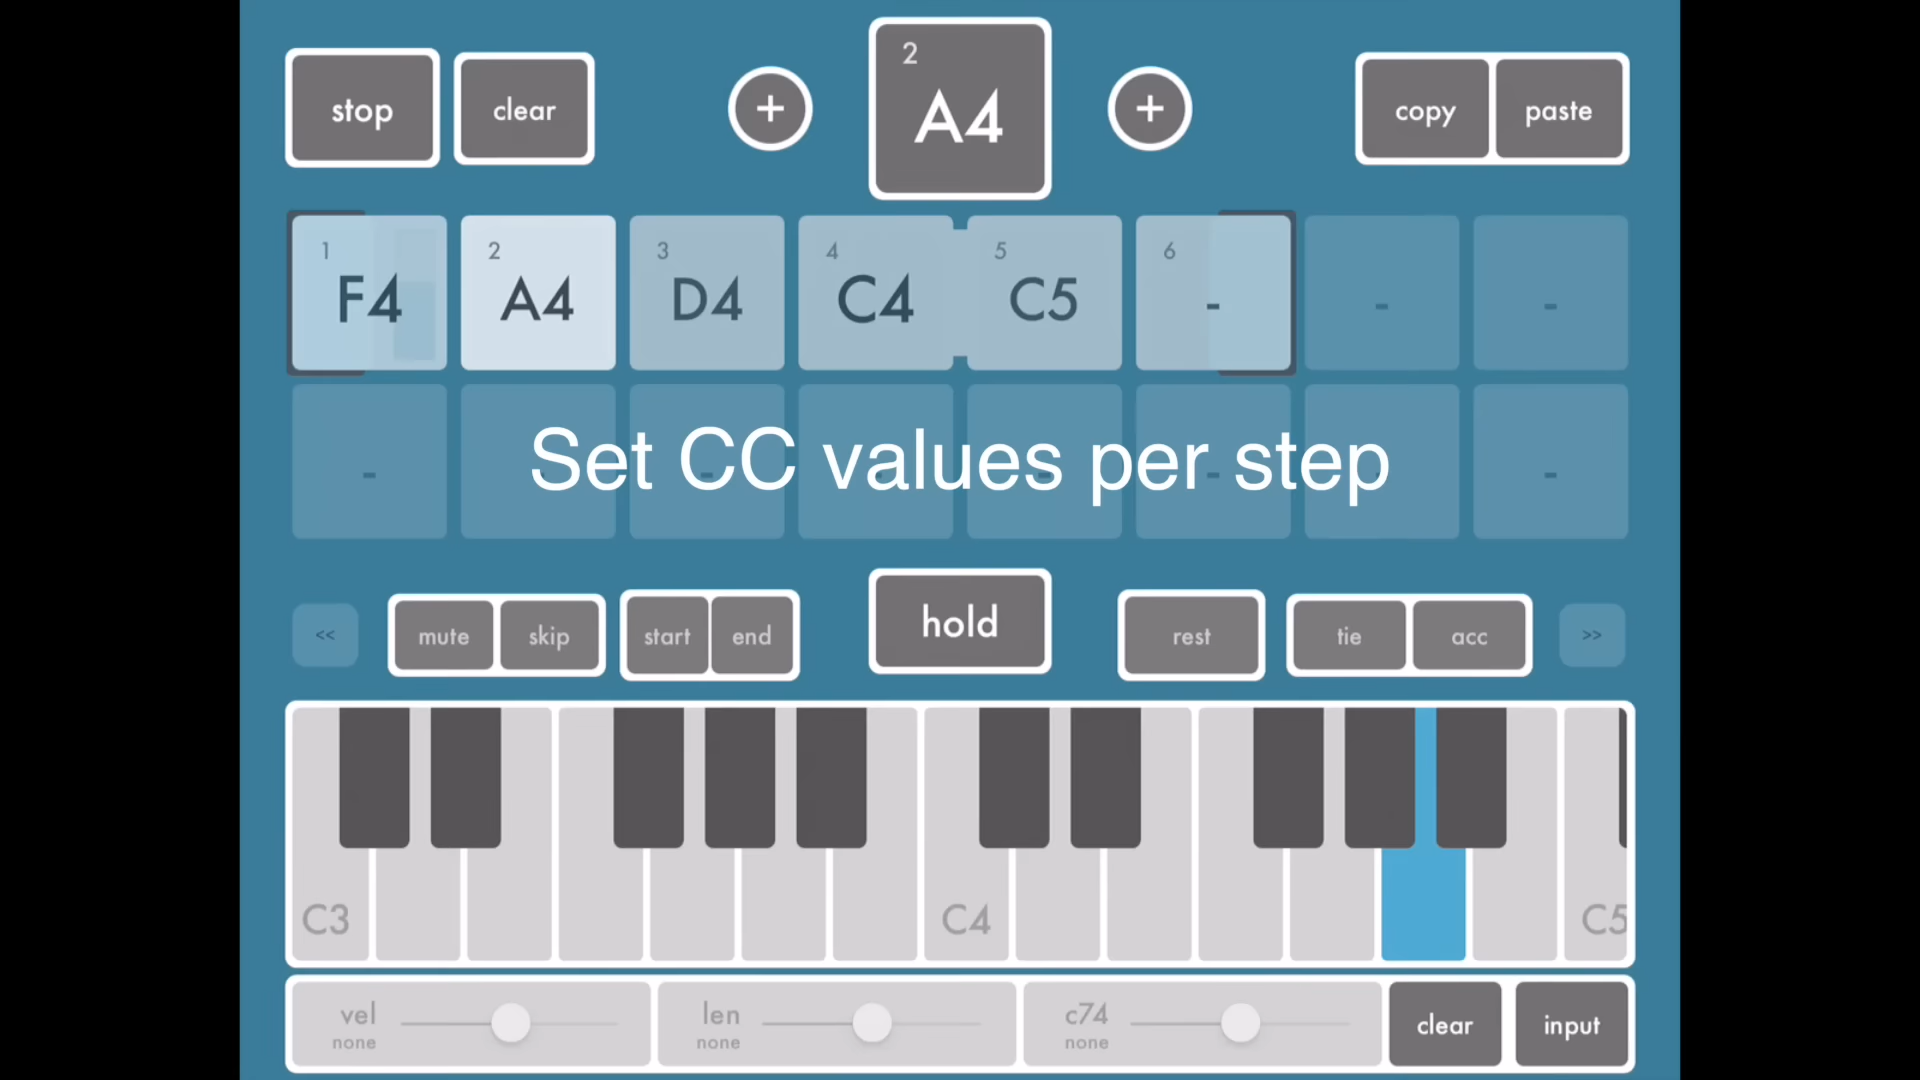 2
stop clear + A4 + copy paste
1 2 3 4 5 6
F4 A4 D4 C4 C5 - - -
Set CC values per step
- -
hold
<< mute skip start end rest tie acc >>
C3 C4 C5
vel len c74
none none none
clear input